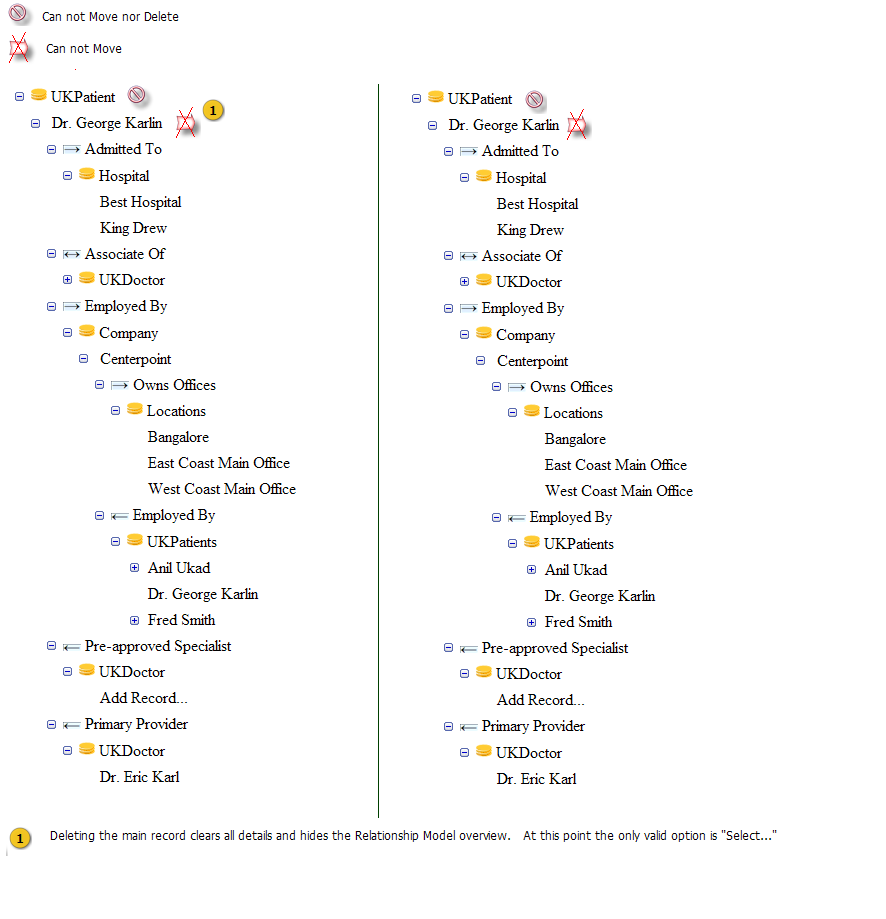 Can not Move nor Delete
Can not Move
UKPatient
1
Dr. George Karlin
Admitted To
Hospital
Best Hospital
King Drew
Associate Of
UKDoctor
Employed By
Company
Centerpoint
Owns Offices
Locations
Bangalore
East Coast Main Office
West Coast Main Office
Employed By
UKPatients
Anil Ukad
Dr. George Karlin
Fred Smith
Pre-approved Specialist
UKDoctor
Add Record...
Primary Provider
UKDoctor
Dr. Eric Karl
UKPatient
Dr. George Karlin
Admitted To
Hospital
Best Hospital
King Drew
Associate Of
UKDoctor
Employed By
Company
Centerpoint
Owns Offices
Locations
Bangalore
East Coast Main Office
West Coast Main Office
Employed By
UKPatients
Anil Ukad
Dr. George Karlin
Fred Smith
Pre-approved Specialist
UKDoctor
Add Record...
Primary Provider
UKDoctor
Dr. Eric Karl
1 Deleting the main record clears all details and hides the Relationship Model overview. At this point the only valid option is "Select..."